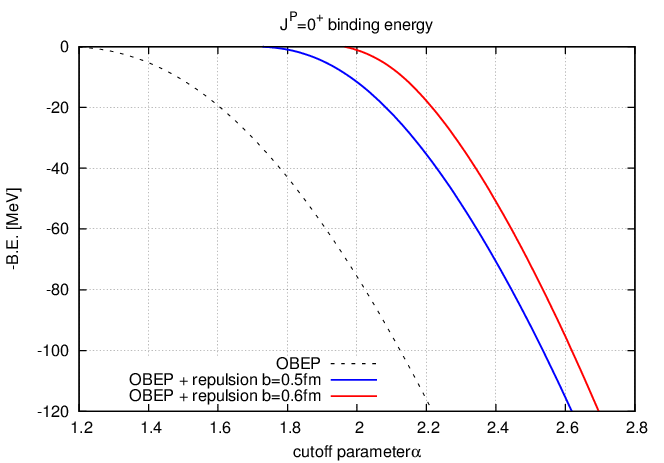 J^P=0^+ binding energy
0
-20
-40
-60
-80
-100
-120
-B.E. [MeV]
OBEP
OBEP + repulsion b=0.5fm
OBEP + repulsion b=0.6fm
1.2 1.4 1.6 1.8 2 2.2 2.4 2.6 2.8
cutoff parameterα